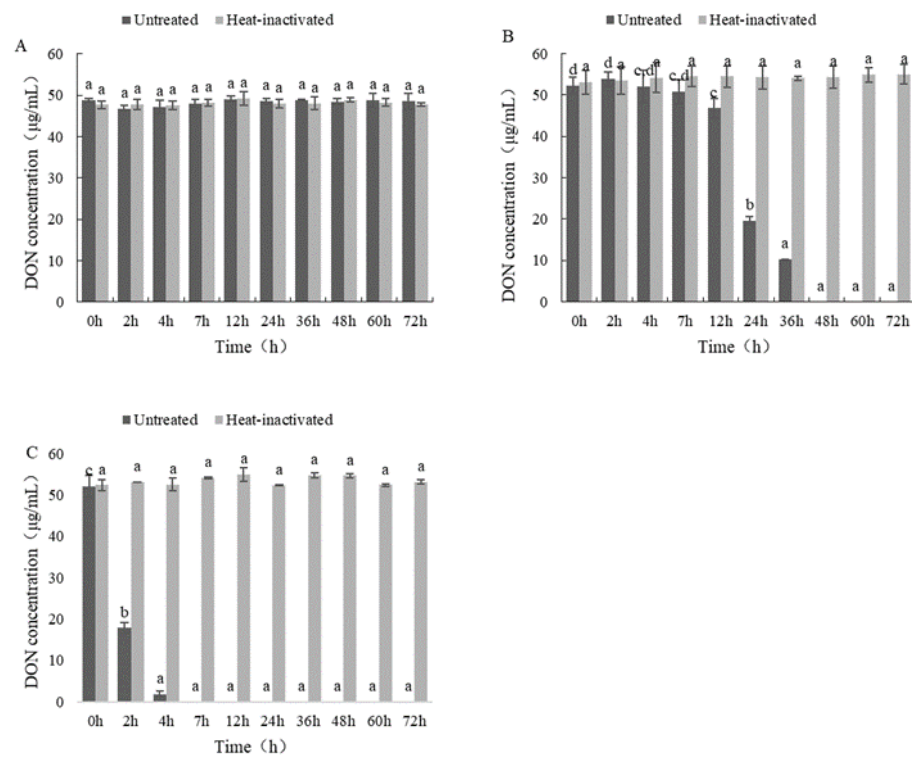 Untreated Heat-inactivated
A
DON concentration（μg/mL）
60
50
40
30
20
10
0
a a a a a a a a a a a a a a a a a a a a
0h 2h 4h 7h 12h 24h 36h 48h 60h 72h
Time（h）
Untreated Heat-inactivated
B
DON concentration（μg/mL）
60
50
40
30
20
10
0
d a d a c,d a c,d a c a b a a a a a a a a a
0h 2h 4h 7h 12h 24h 36h 48h 60h 72h
Time（h）
Untreated Heat-inactivated
C
DON concentration（μg/mL）
60
50
40
30
20
10
0
c a b a a a a a a a a a a a a a a a a a
0h 2h 4h 7h 12h 24h 36h 48h 60h 72h
Time（h）